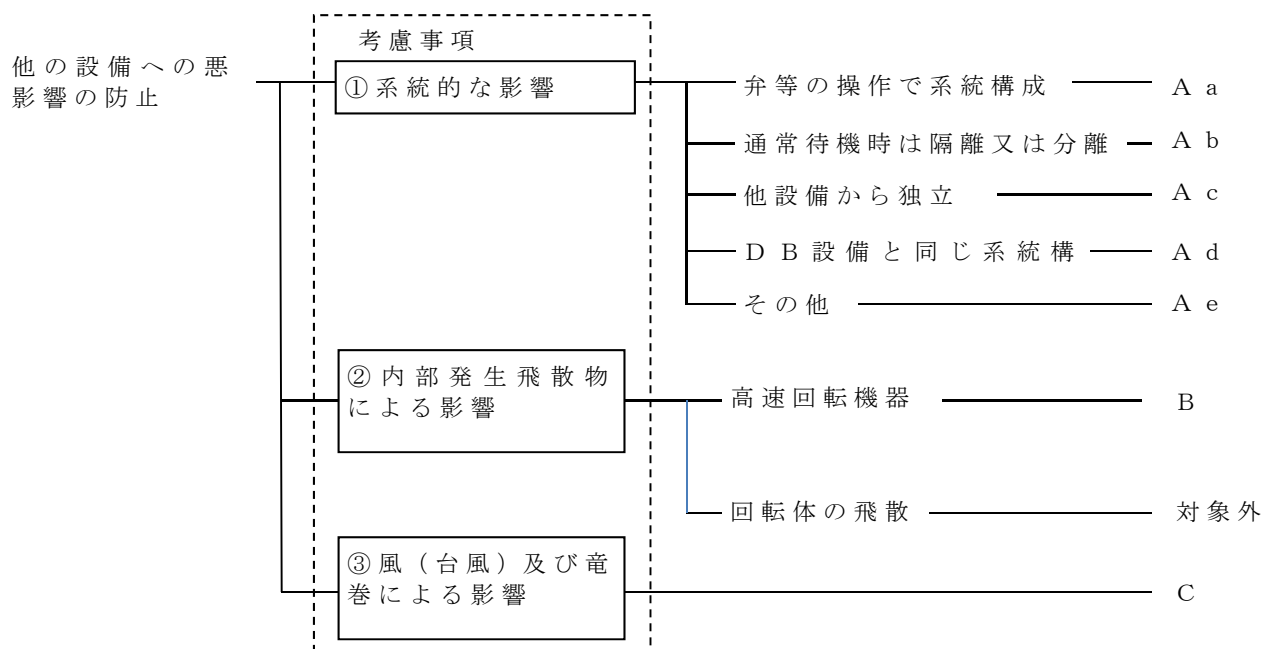 考慮事項
他の設備への悪
影響の防止
①系統的な影響
弁等の操作で系統構成
Ａａ
通常待機時は隔離又は分離
Ａｂ
他設備から独立
Ａｃ
ＤＢ設備と同じ系統構
Ａｄ
その他
Ａｅ
②内部発生飛散物
による影響
高速回転機器
Ｂ
回転体の飛散
対象外
③風（台風）及び竜
巻による影響
Ｃ